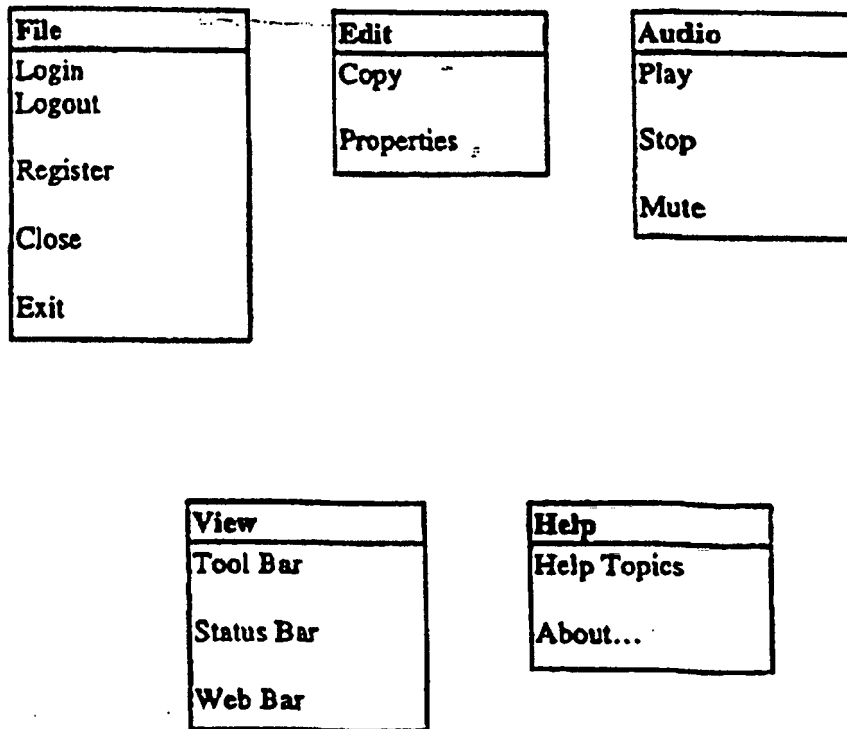 File
Login
Logout
Register
Close
Exit
Edit
Copy
Properties
Audio
Play
Stop
Mute
View
Tool Bar
Status Bar
Web Bar
Help
Help Topics
About...